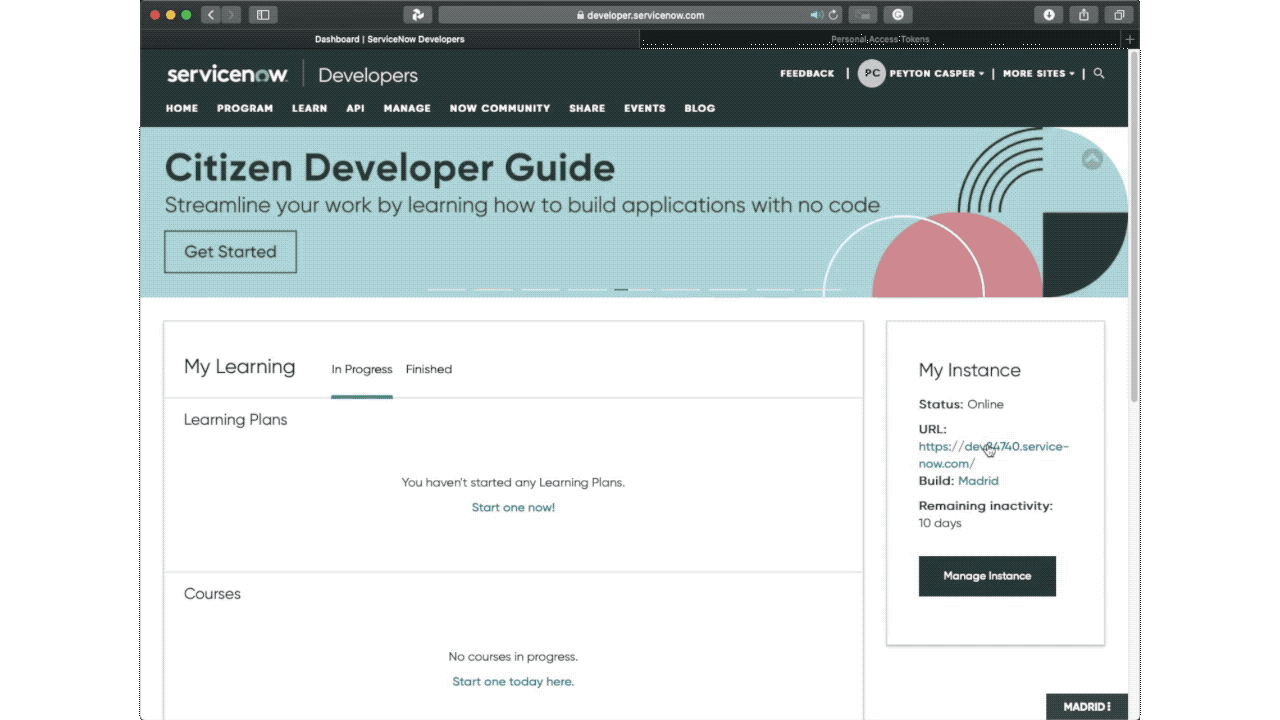 developer.servicenow.com
Dashboard | ServiceNow Developers
Personal Access Tokens
servicenow
Developers
FEEDBACK | PC PEYTON CASPER | MORE SITES |
HOME PROGRAM LEARN API MANAGE NOW COMMUNITY SHARE EVENTS BLOG
Citizen Developer Guide
Streamline your work by learning how to build applications with no code
Get Started
My Learning
In Progress Finished
Learning Plans
You haven't started any Learning Plans.
Start one now!
Courses
No courses in progress.
Start one today here.
My Instance
Status: Online
URL:
https://dev84740.service-
now.com/
Build: Madrid
Remaining inactivity:
10 days
Manage Instance
MADRID